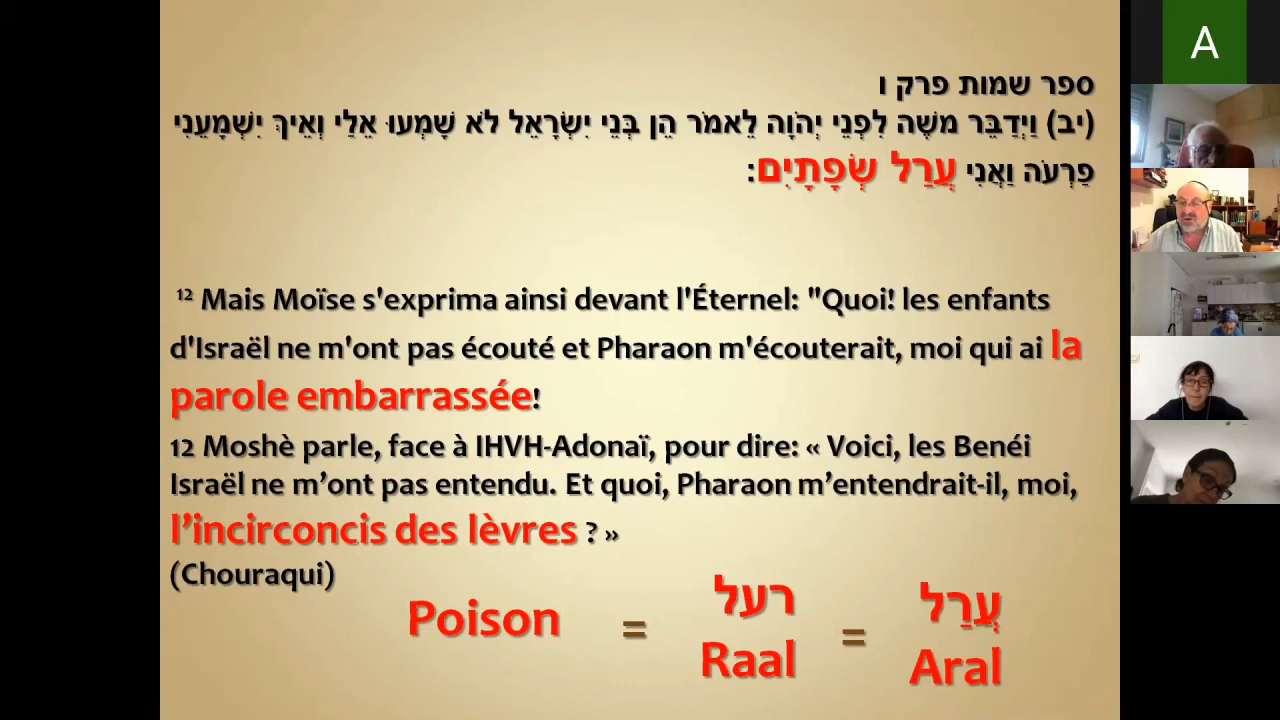 ספר שמות פרק ו
(יב) וַיְדַבֵּר משֶׁה לִפְנֵי יְהֹוָה לֵאמֹר הֵן בְּנֵי יִשְׂרָאֵל לֹא שָׁמְעוּ אֵלַי וְאֵיךְ יִשְׁמָעֵנִי
פַרְעֹה וַאֲנִי עֲרַל שְׂפָתָיִם:
12 Mais Moïse s'exprima ainsi devant l'Éternel: "Quoi! les enfants
d'Israël ne m'ont pas écouté et Pharaon m'écouterait, moi qui ai la
parole embarrassée!
12 Moshè parle, face à IHVH-Adonaï, pour dire: « Voici, les Benéi
Israël ne m’ont pas entendu. Et quoi, Pharaon m’entendrait-il, moi,
l’incirconcis des lèvres ? »
(Chouraqui)
Poison = רעל = עֲרַל
Raal Aral
A